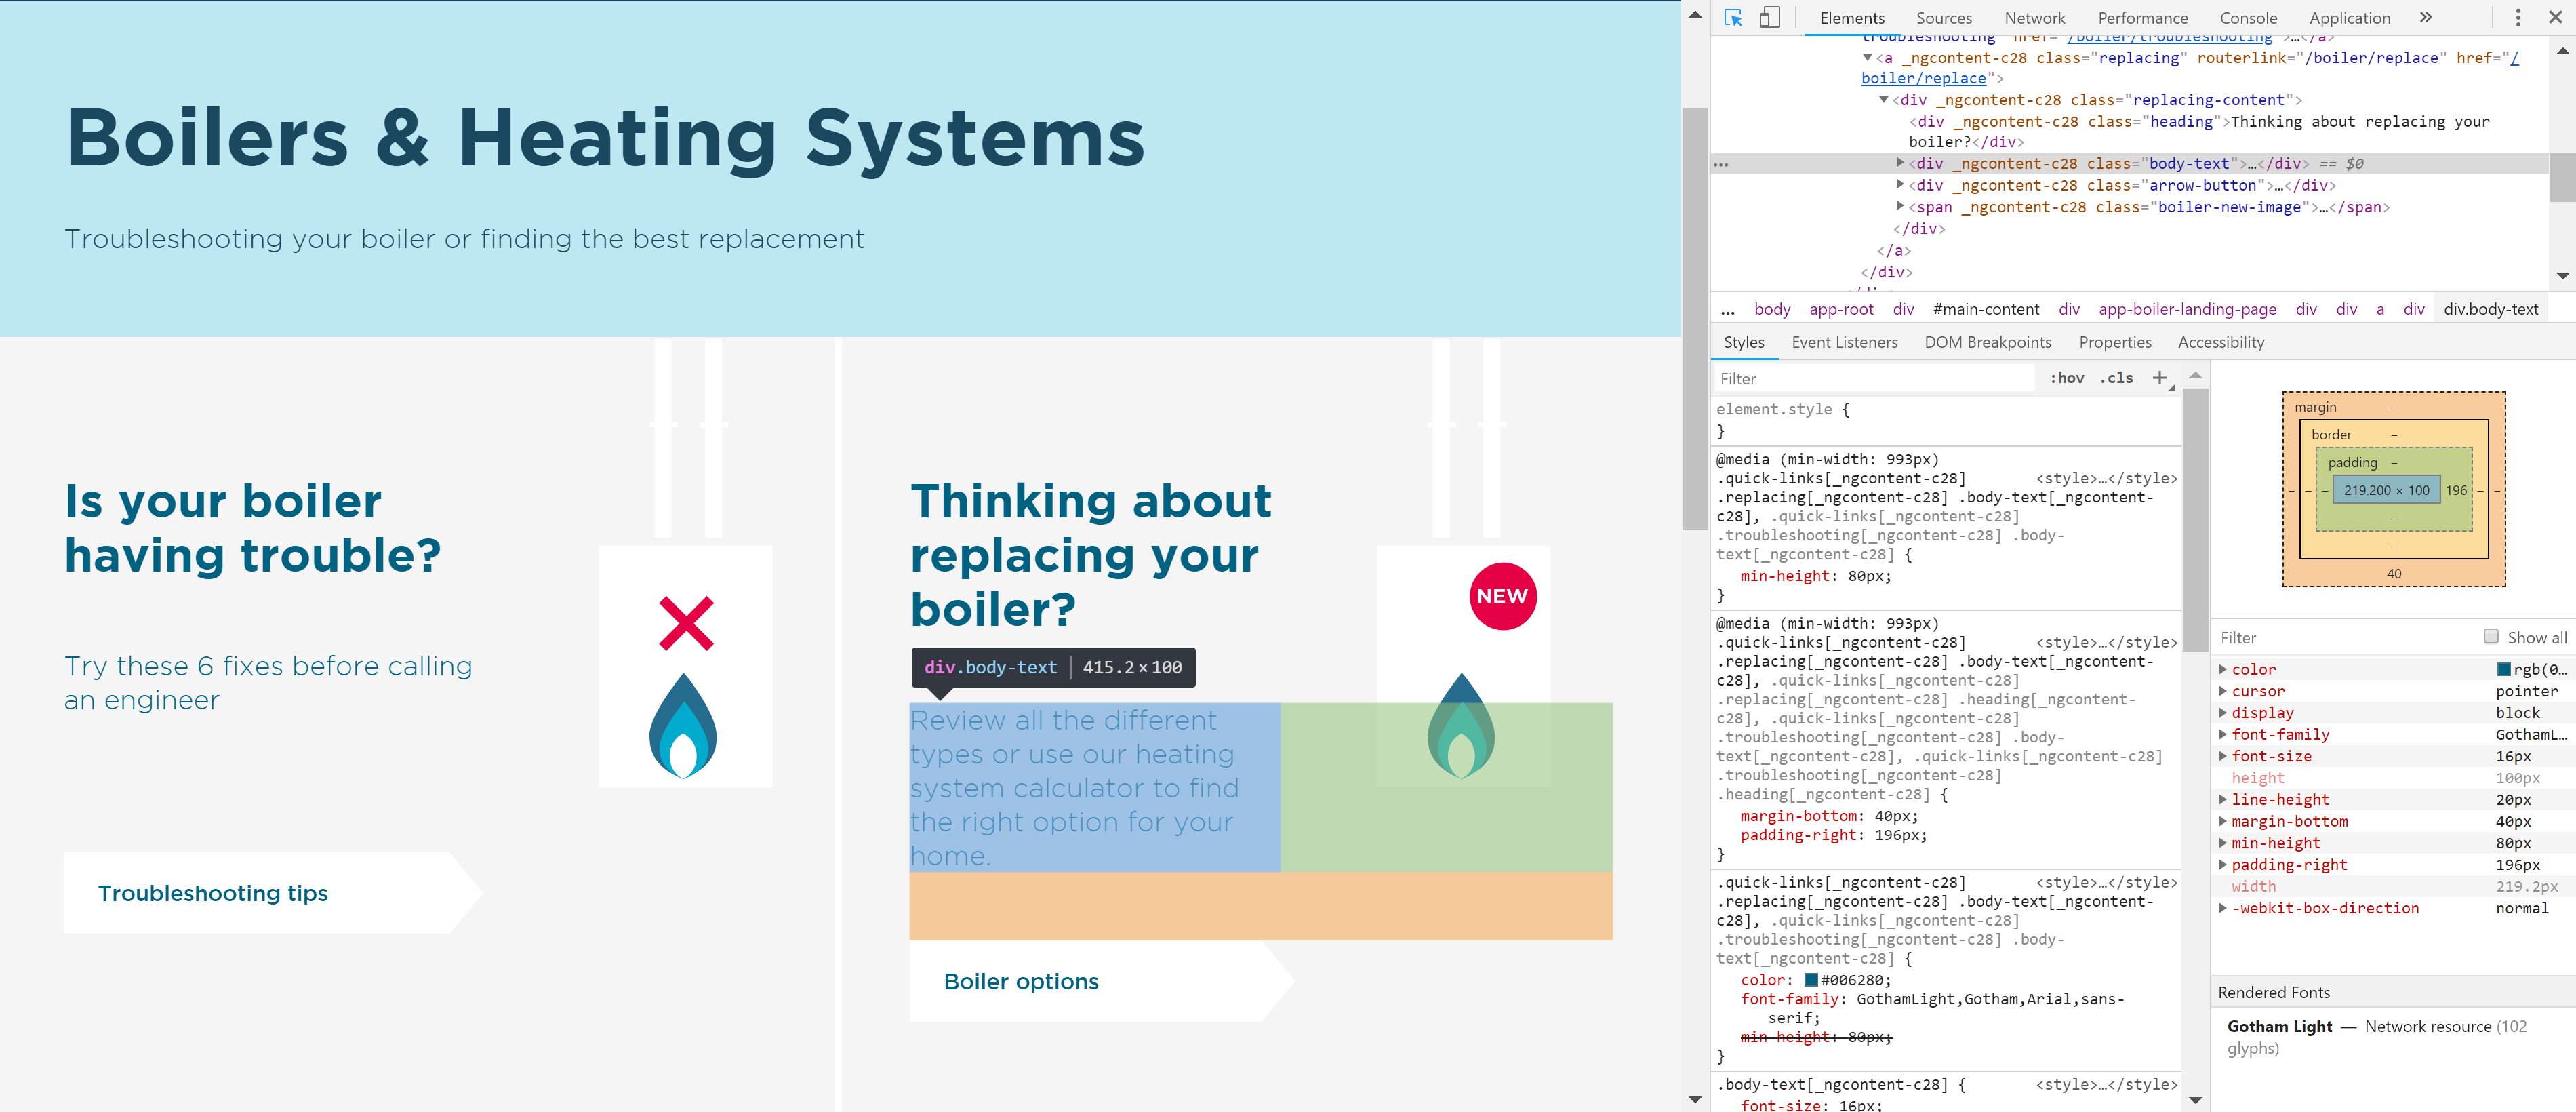 Boilers & Heating Systems
Troubleshooting your boiler or finding the best replacement
Is your boiler
having trouble?
Try these 6 fixes before calling
an engineer
Troubleshooting tips
Thinking about
replacing your
boiler?
NEW
div.body-text | 415.2 × 100
Review all the different
types or use our heating
system calculator to find
the right option for your
home.
Boiler options
Elements Sources Network Performance Console Application »
troubleshooting" href="/boiler/troubleshooting">…</a>
▼<a _ngcontent-c28 class="replacing" routerlink="/boiler/replace" href="/
boiler/replace">
▼<div _ngcontent-c28 class="replacing-content">
<div _ngcontent-c28 class="heading">Thinking about replacing your
boiler?</div>
… ▶<div _ngcontent-c28 class="body-text">…</div> == $0
▶<div _ngcontent-c28 class="arrow-button">…</div>
▶<span _ngcontent-c28 class="boiler-new-image">…</span>
</div>
</a>
</div>
… body app-root div #main-content div app-boiler-landing-page div div a div div.body-text
Styles Event Listeners DOM Breakpoints Properties Accessibility
Filter :hov .cls +
element.style {
}
@media (min-width: 993px)
.quick-links[_ngcontent-c28] <style>…</style>
.replacing[_ngcontent-c28] .body-text[_ngcontent-
c28], .quick-links[_ngcontent-c28]
.troubleshooting[_ngcontent-c28] .body-
text[_ngcontent-c28] {
min-height: 80px;
}
@media (min-width: 993px)
.quick-links[_ngcontent-c28] <style>…</style>
.replacing[_ngcontent-c28] .body-text[_ngcontent-
c28], .quick-links[_ngcontent-c28]
.replacing[_ngcontent-c28] .heading[_ngcontent-
c28], .quick-links[_ngcontent-c28]
.troubleshooting[_ngcontent-c28] .body-
text[_ngcontent-c28], .quick-links[_ngcontent-c28]
.troubleshooting[_ngcontent-c28]
.heading[_ngcontent-c28] {
margin-bottom: 40px;
padding-right: 196px;
}
.quick-links[_ngcontent-c28] <style>…</style>
.replacing[_ngcontent-c28] .body-text[_ngcontent-
c28], .quick-links[_ngcontent-c28]
.troubleshooting[_ngcontent-c28] .body-
text[_ngcontent-c28] {
color: #006280;
font-family: GothamLight,Gotham,Arial,sans-
serif;
min-height: 80px;
}
.body-text[_ngcontent-c28] { <style>…</style>
font-size: 16px;
margin –
border –
padding –
– – – 219.200 × 100 196 – –
–
–
40
Filter Show all
▶ color rgb(0…
▶ cursor pointer
▶ display block
▶ font-family GothamL…
▶ font-size 16px
height 100px
▶ line-height 20px
▶ margin-bottom 40px
▶ min-height 80px
▶ padding-right 196px
width 219.2px
▶ -webkit-box-direction normal
Rendered Fonts
Gotham Light — Network resource (102
glyphs)